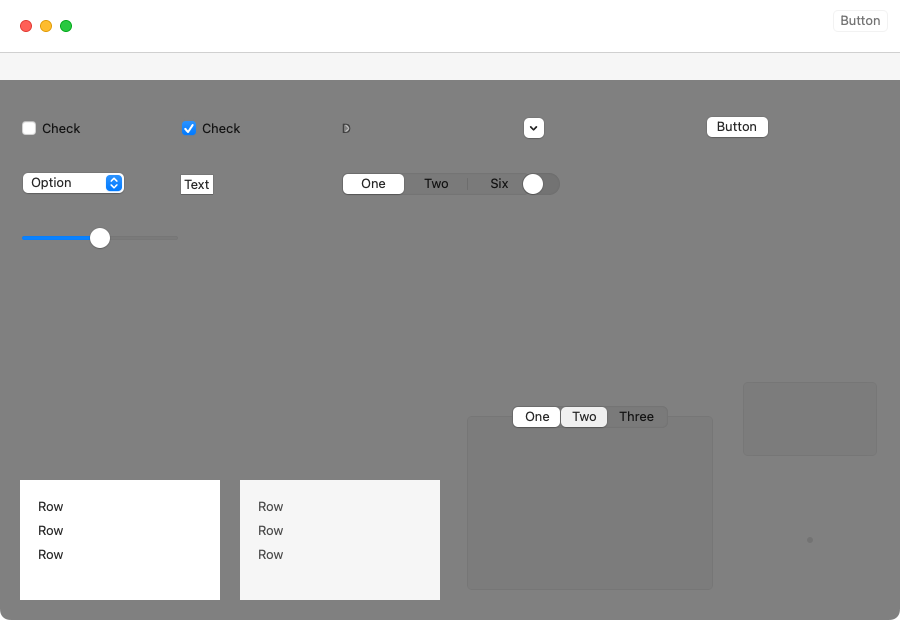 Button
Check
Check
D
Button
Option
Text
One Two Six
One Two Three
Row
Row
Row
Row
Row
Row